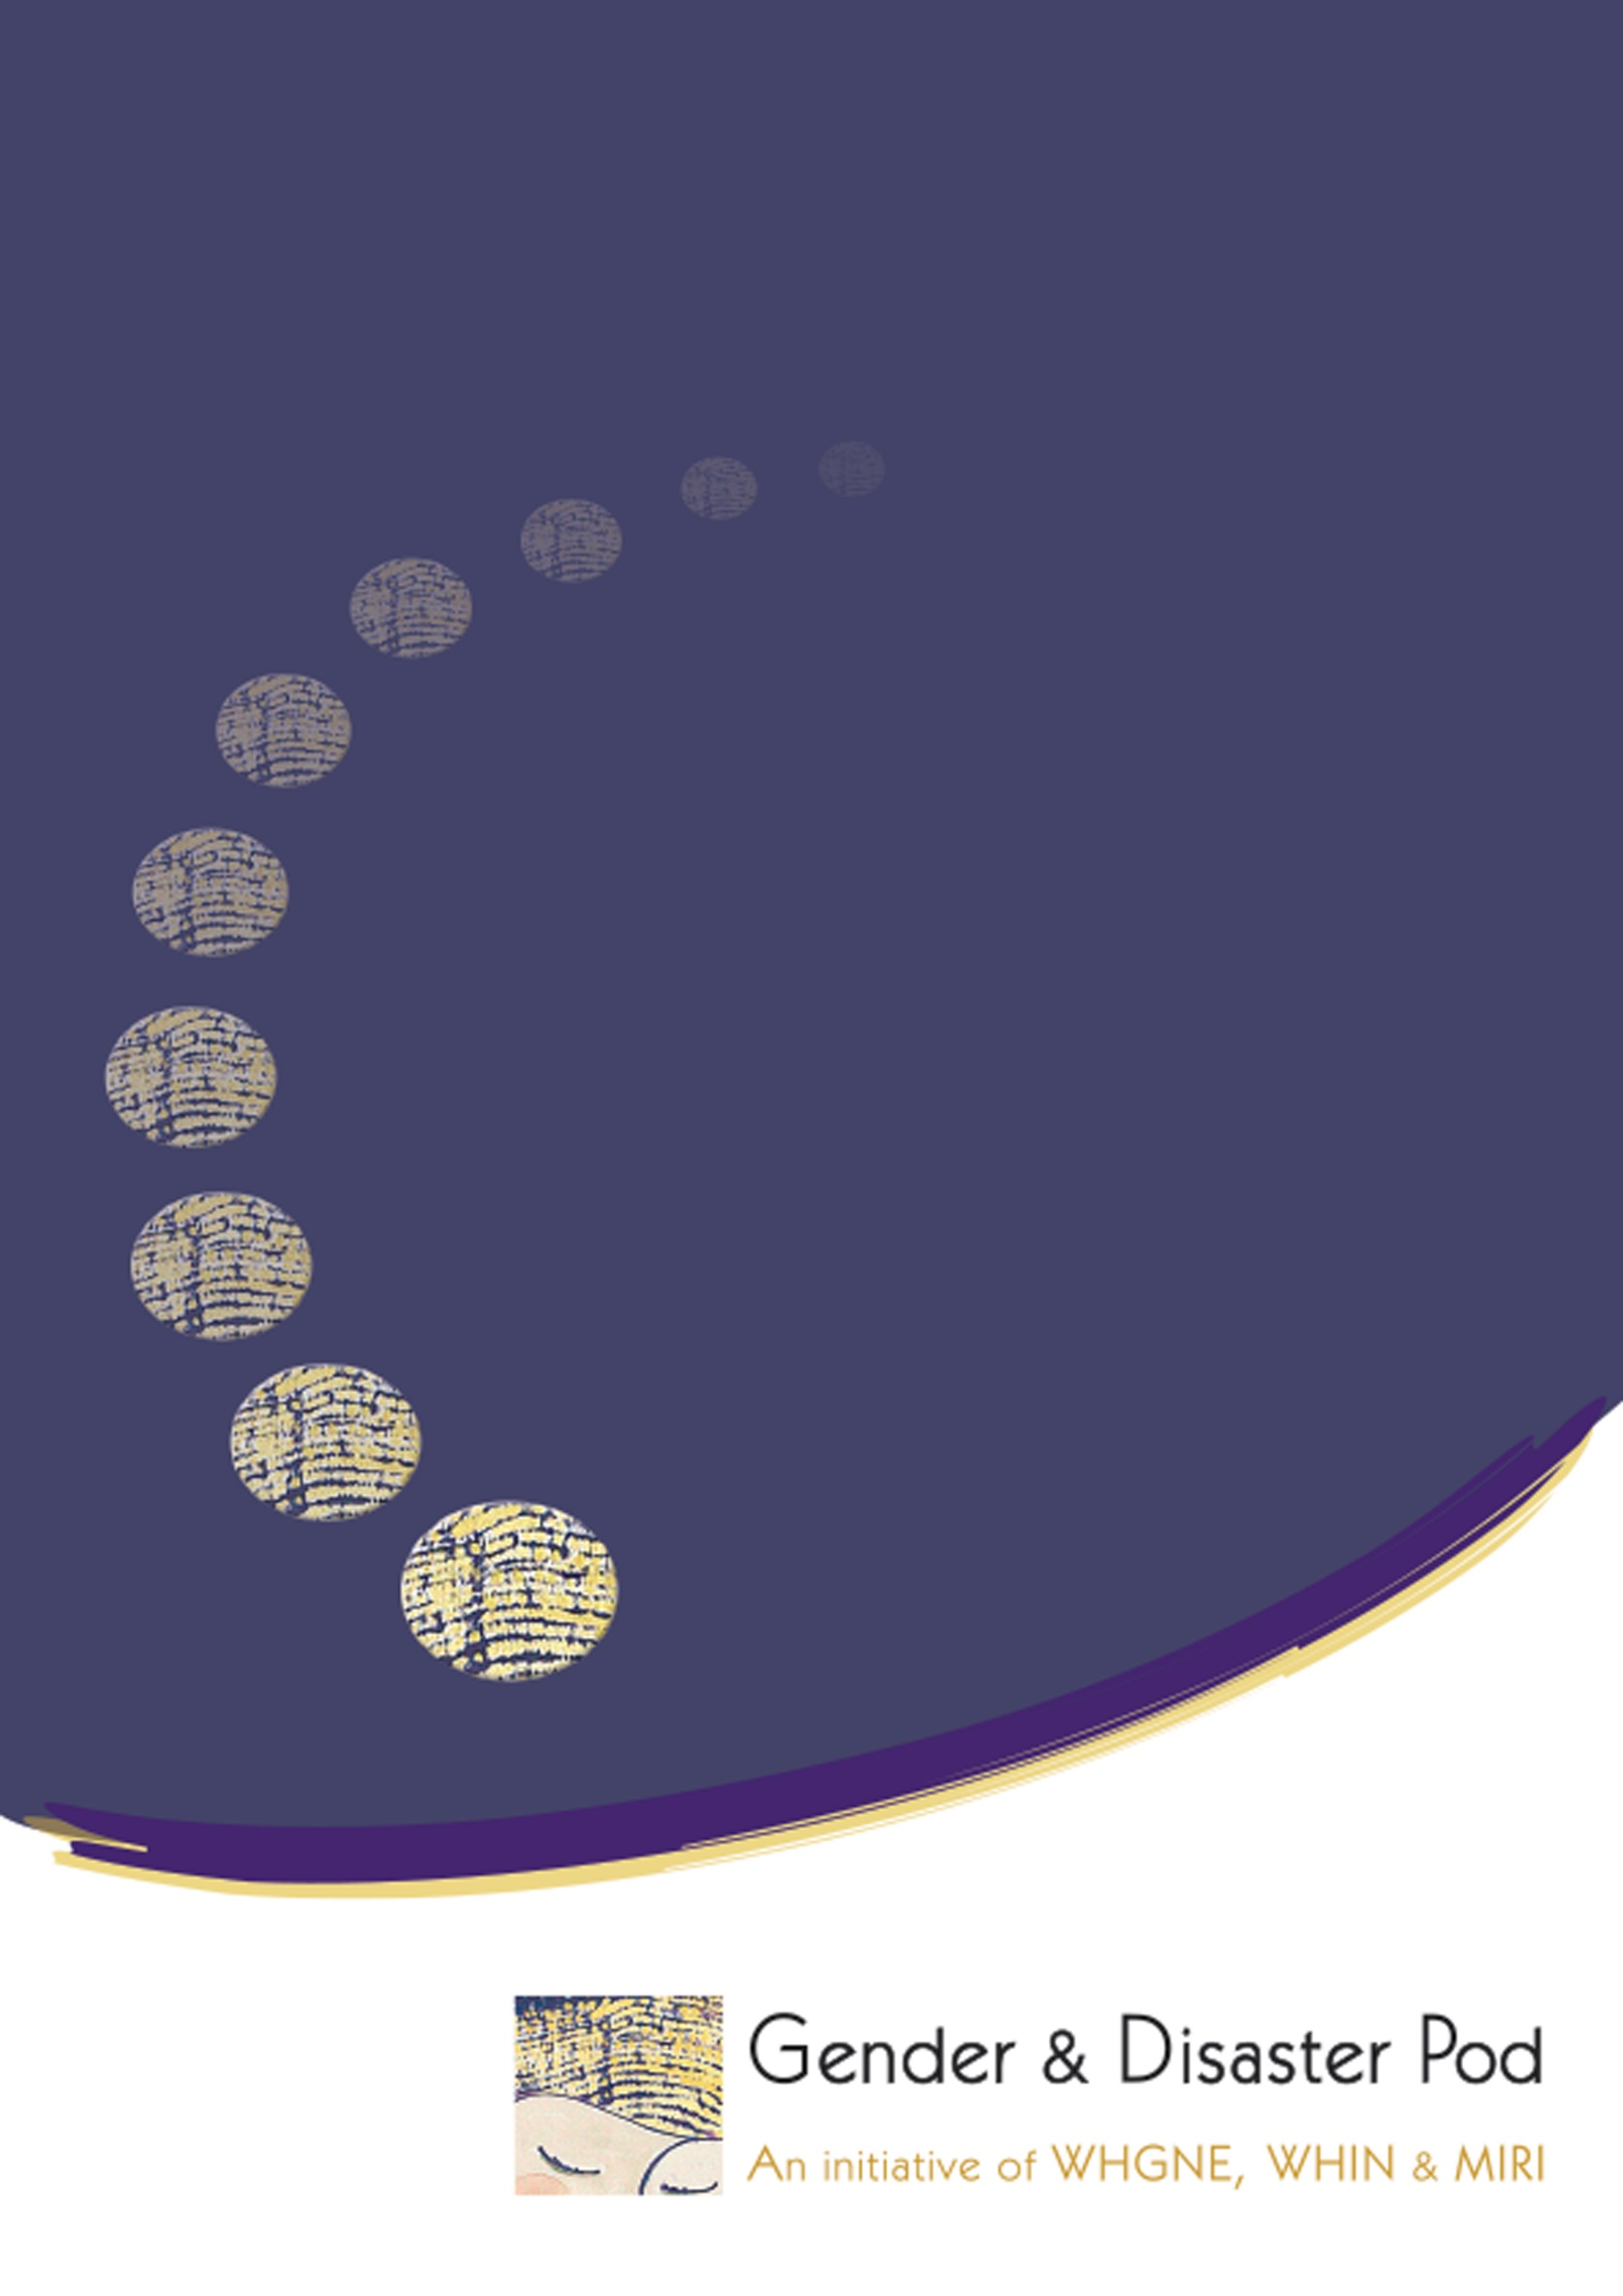 Gender & Disaster Pod
An initiative of WHGNE, WHIN & MIRI